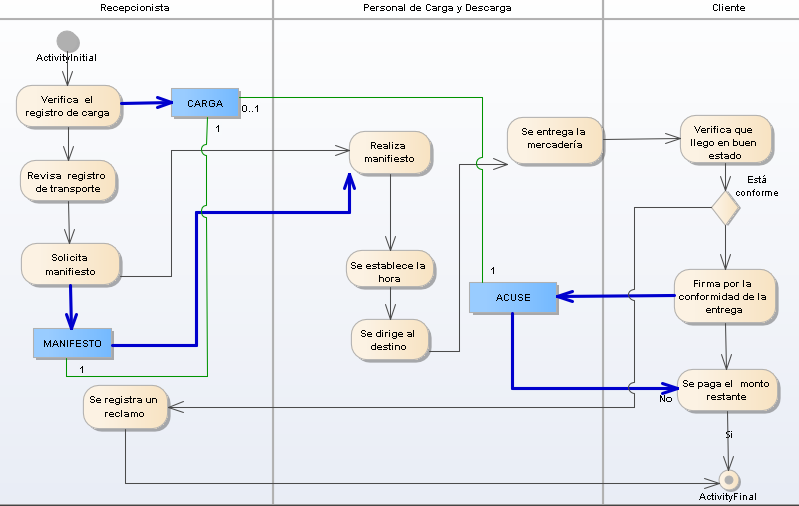 Recepcionista
Personal de Carga y Descarga
Cliente
ActivityInitial
Verifica el
registro de carga
CARGA
0..1
1
Revisa registro
de transporte
Solicita
manifiesto
MANIFESTO
1
Se registra un
reclamo
Realiza
manifiesto
Se establece la
hora
Se dirige al
destino
Se entrega la
mercadería
1
ACUSE
Verifica que
llego en buen
estado
Está
conforme
Firma por la
conformidad de la
entrega
Se paga el monto
restante
No
Si
ActivityFinal